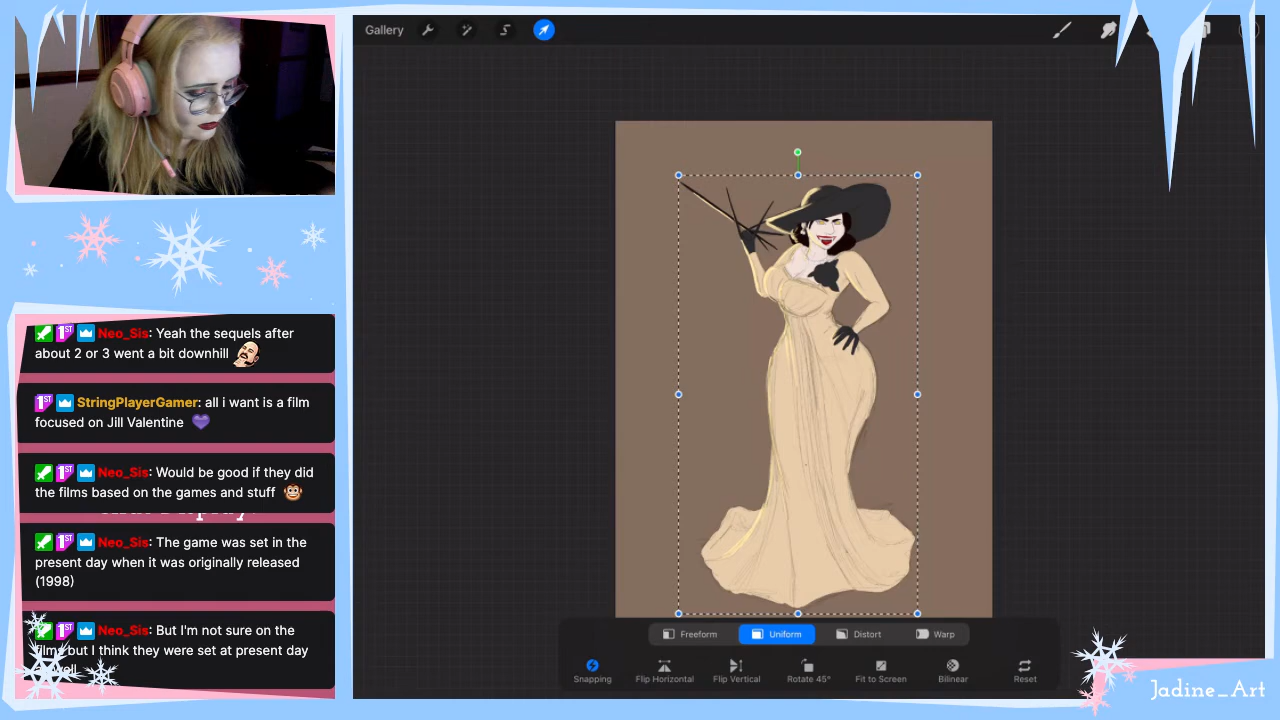 Gallery
Neo_Sis: Yeah the sequels after
about 2 or 3 went a bit downhill
StringPlayerGamer: all i want is a film
focused on Jill Valentine
Neo_Sis: Would be good if they did
the films based on the games and stuff
Neo_Sis: The game was set in the
present day when it was originally released
(1998)
Neo_Sis: But I'm not sure on the
but I think they were set at present day
Freeform
Uniform
Distort
Warp
Snapping
Flip Horizontal
Flip Vertical
Rotate 45°
Fit to Screen
Bilinear
Reset
Jadine_Art